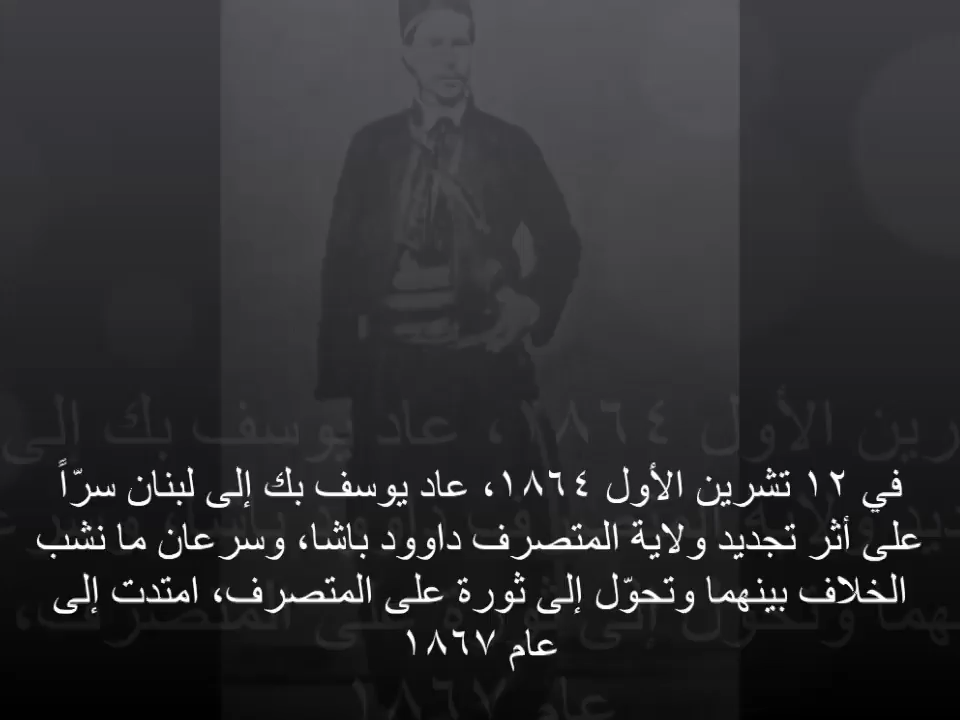 في ١٢ تشرين الأول ١٨٦٤، عاد يوسف بك إلى لبنان سرّاً
على أثر تجديد ولاية المتصرف داوود باشا، وسرعان ما نشب
الخلاف بينهما وتحوّل إلى ثورة على المتصرف، امتدت إلى
عام ١٨٦٧